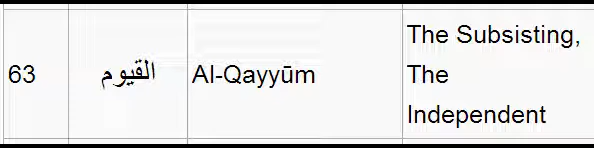 63 القيوم Al-Qayyūm The Subsisting,
The
Independent